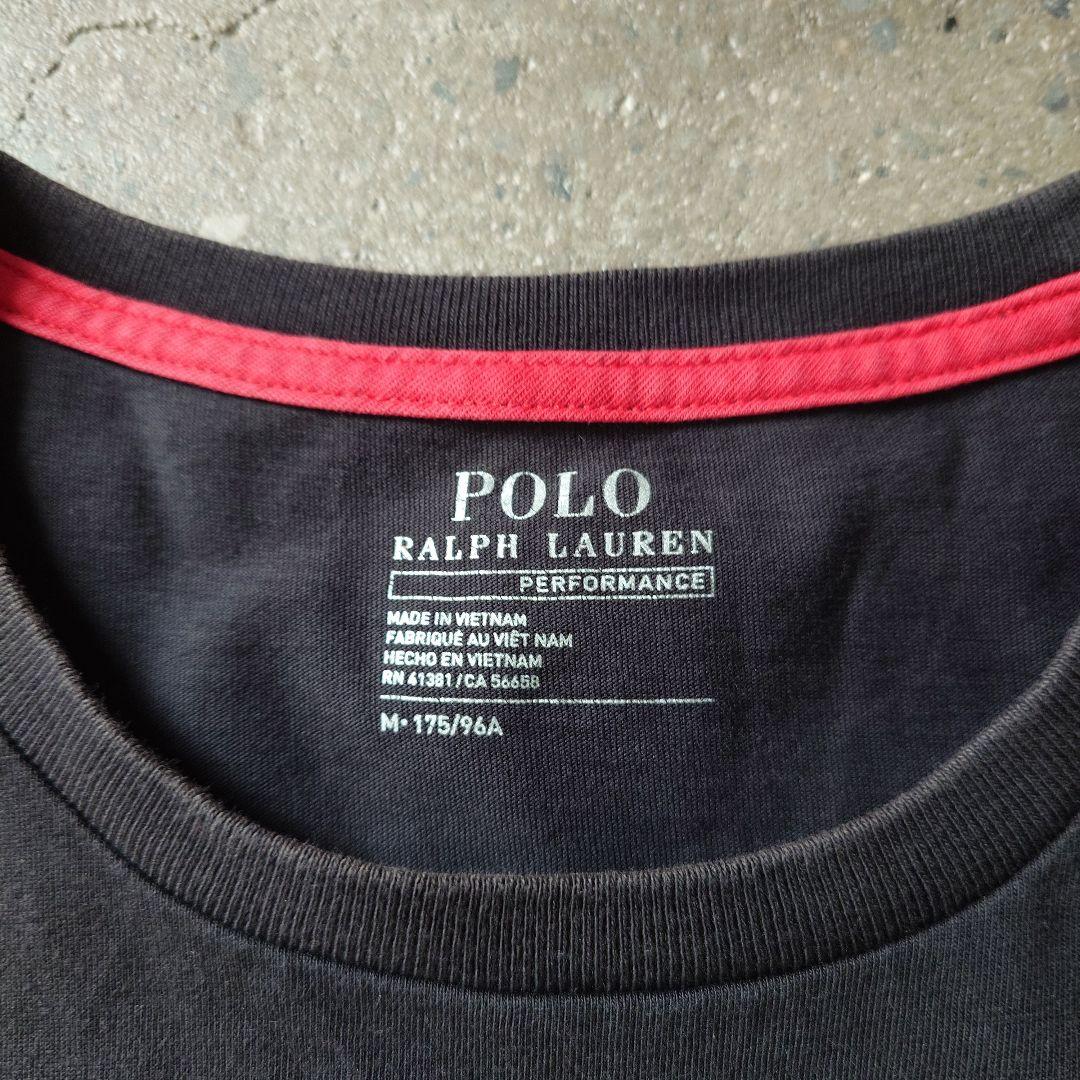 POLO
RALPH LAUREN
PERFORMANCE
MADE IN VIETNAM
FABRIQUÉ AU VIÊT NAM
HECHO EN VIETNAM
RN 41381 / CA 56658
M• 175/96A